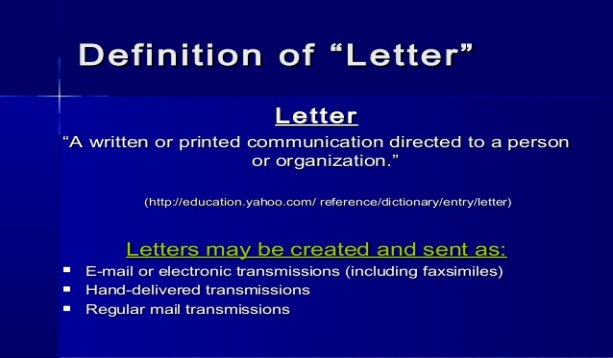 Definition of “Letter”
Letter
“A written or printed communication directed to a person
or organization.”
(http://education.yahoo.com/ reference/dictionary/entry/letter)
Letters may be created and sent as:
E-mail or electronic transmissions (including faxsimiles)
Hand-delivered transmissions
Regular mail transmissions